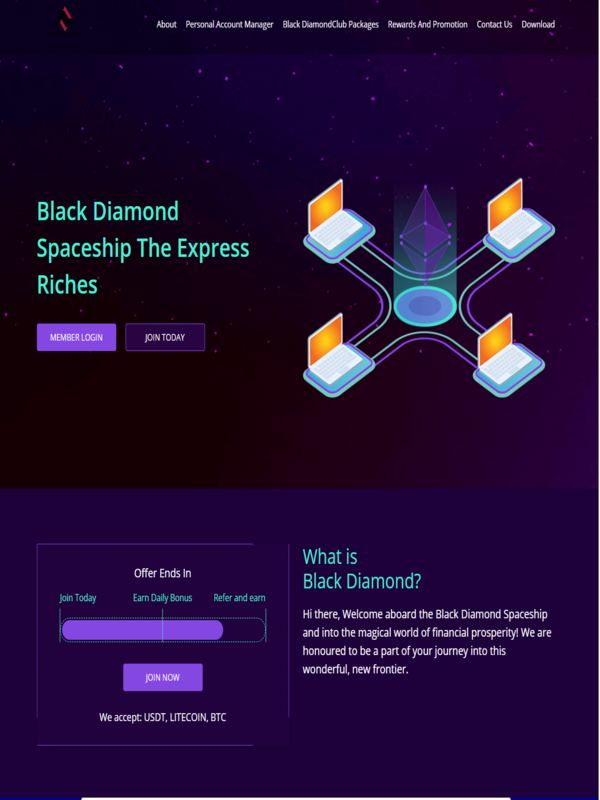 About Personal Account Manager Black DiamondClub Packages Rewards And Promotion Contact Us Download
Black Diamond
Spaceship The Express
Riches
MEMBER LOGIN
JOIN TODAY
Offer Ends In
Join Today Earn Daily Bonus Refer and earn
JOIN NOW
We accept: USDT, LITECOIN, BTC
What is
Black Diamond?
Hi there, Welcome aboard the Black Diamond Spaceship
and into the magical world of financial prosperity! We are
honoured to be a part of your journey into this
wonderful, new frontier.